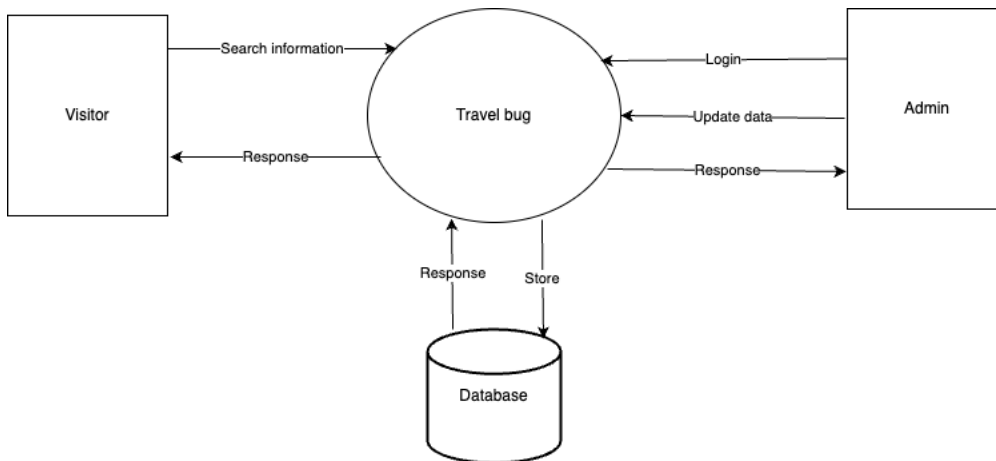 Search information
Login
Visitor
Travel bug
Admin
Update data
Response
Response
Response
Store
Database